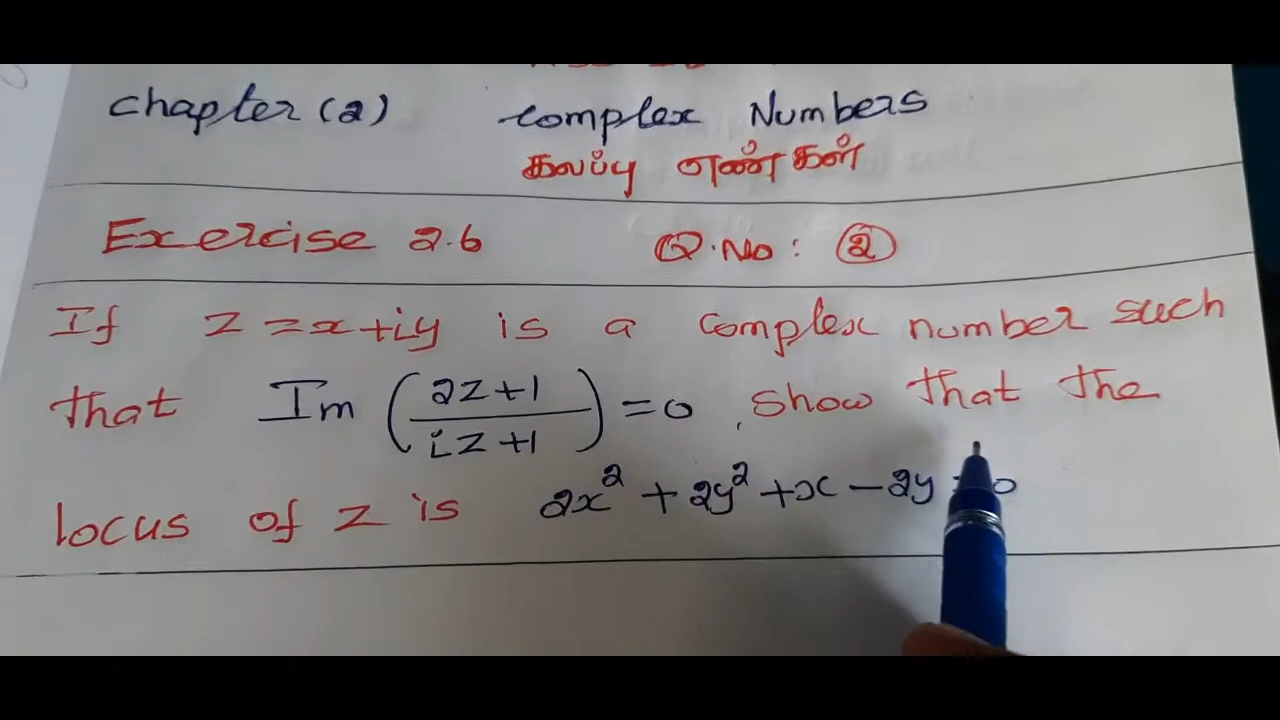 Chapter (2) Complex Numbers
கலப்பு எண்கள்
Exercise 2.6 Q.No: 2
If z = x+iy is a complex number such
that Im (2z+1 / iz+1) = 0, show that the
locus of z is 2x² + 2y² + x - 2y = 0